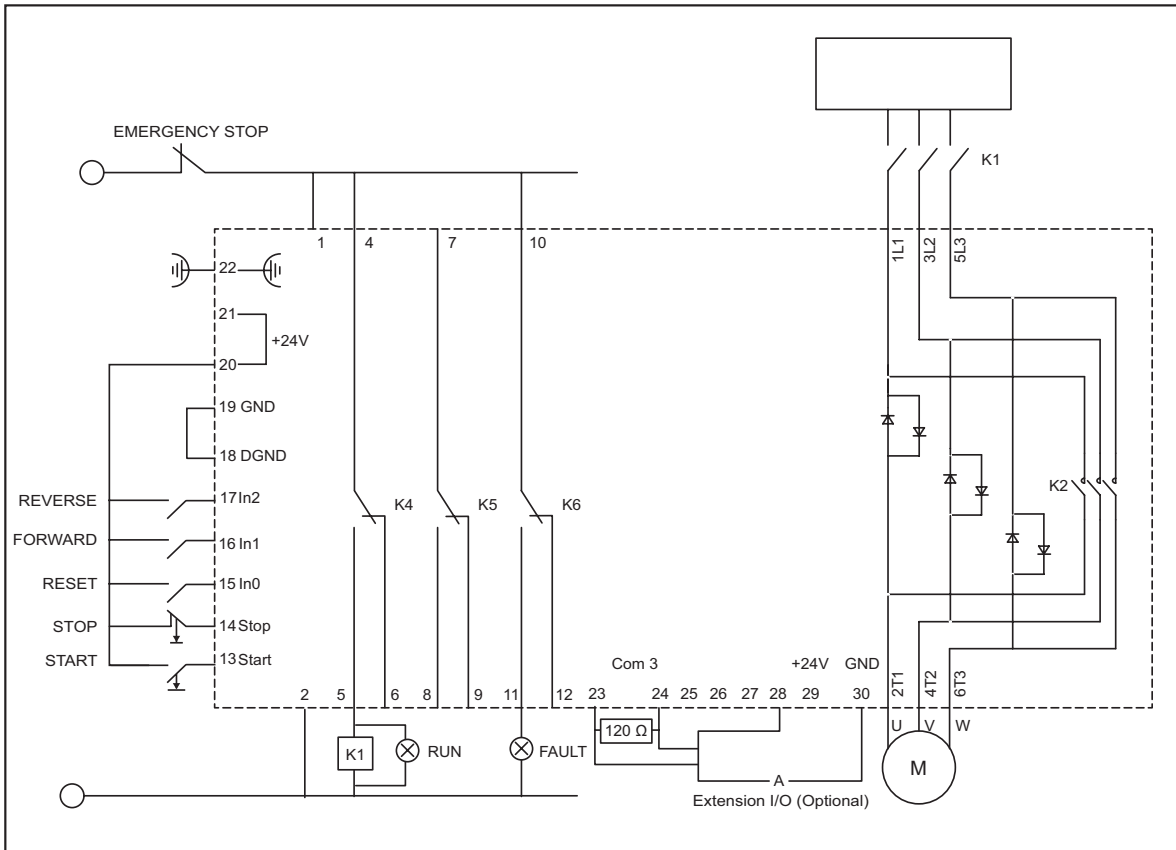 EMERGENCY STOP
K1
1 4 7 10
1L1 3L2 5L3
22
21
+24V
20
19 GND
18 DGND
REVERSE 17 In2
FORWARD 16 In1
RESET 15 In0
STOP 14 Stop
START 13 Start
K4 K5 K6
K2
Com 3 +24V GND
2 5 6 8 9 11 12 23 24 25 26 27 28 29 30
2T1 4T2 6T3
120 Ω
U V W
K1 RUN FAULT
M
A
Extension I/O (Optional)